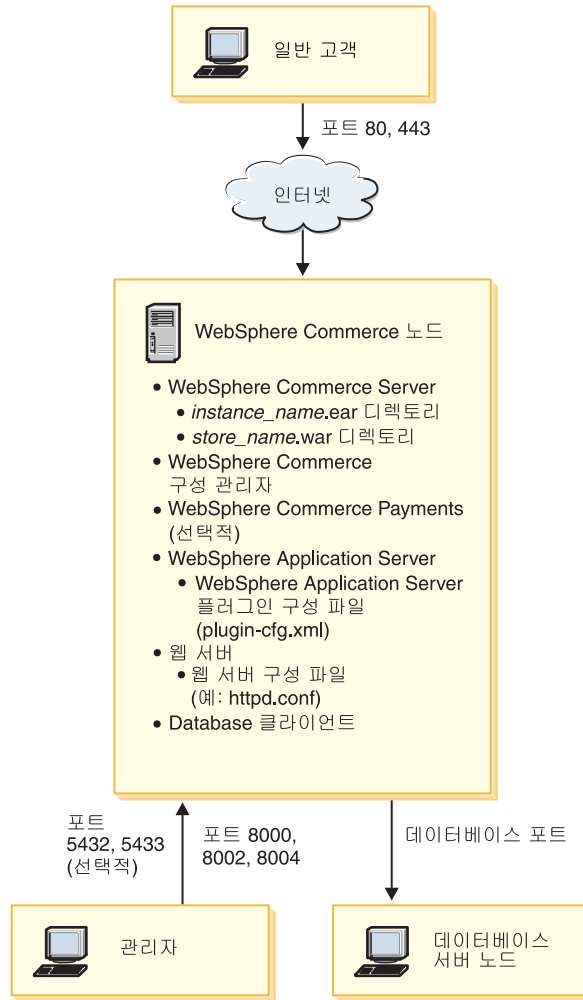 일반 고객
포트 80, 443
인터넷
WebSphere Commerce 노드
• WebSphere Commerce Server
• instance_name.ear 디렉토리
• store_name.war 디렉토리
• WebSphere Commerce
구성 관리자
• WebSphere Commerce Payments
(선택적)
• WebSphere Application Server
• WebSphere Application Server
플러그인 구성 파일
(plugin-cfg.xml)
• 웹 서버
• 웹 서버 구성 파일
(예: httpd.conf)
• Database 클라이언트
포트
5432, 5433
(선택적)
포트 8000,
8002, 8004
데이터베이스 포트
관리자
데이터베이스
서버 노드